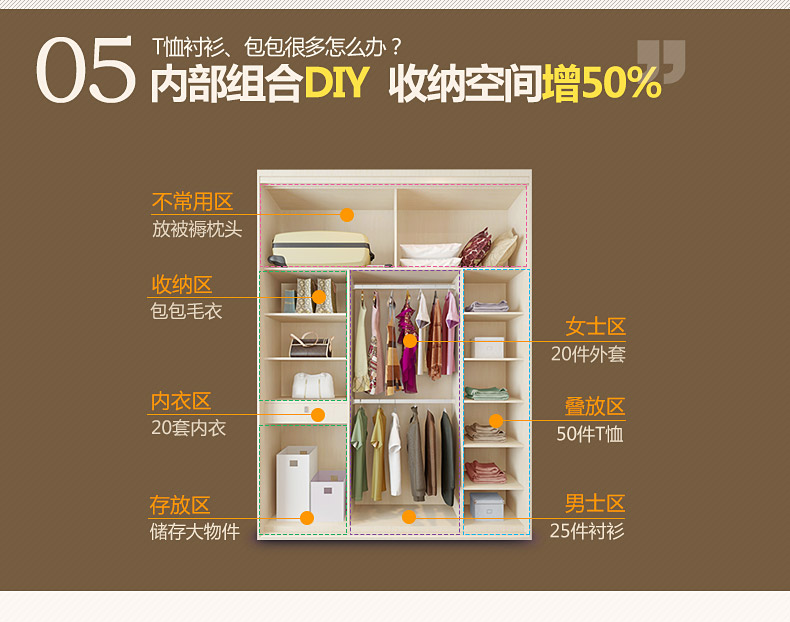 05
T恤衬衫、包包很多怎么办？
内部组合DIY 收纳空间增50%
不常用区
放被褥枕头
收纳区
包包毛衣
内衣区
20套内衣
存放区
储存大物件
女士区
20件外套
叠放区
50件T恤
男士区
25件衬衫